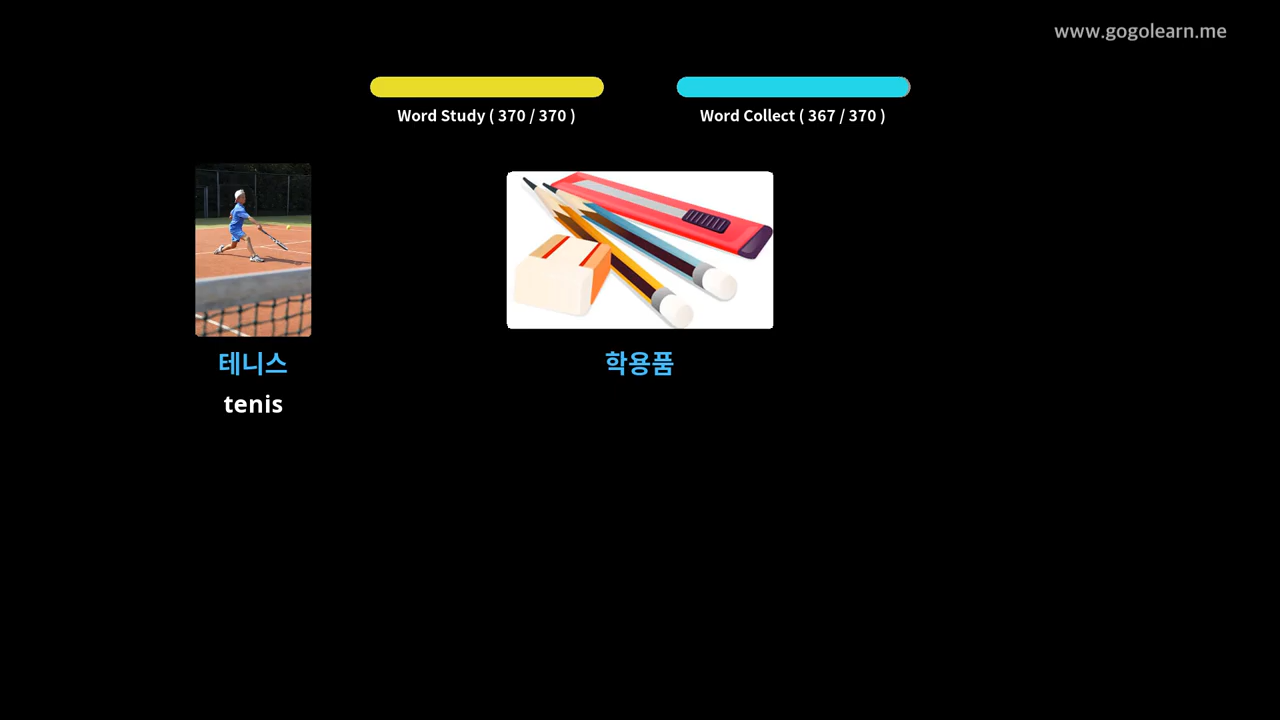 www.gogolearn.me
Word Study ( 370 / 370 )
Word Collect ( 367 / 370 )
테니스
tenis
학용품